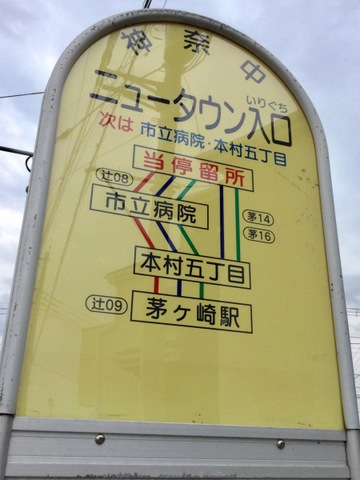 神奈中
いりぐち
ニュータウン入口
次は 市立病院・本村五丁目
当停留所
辻08
市立病院
茅14
茅16
本村五丁目
辻09
茅ヶ崎駅